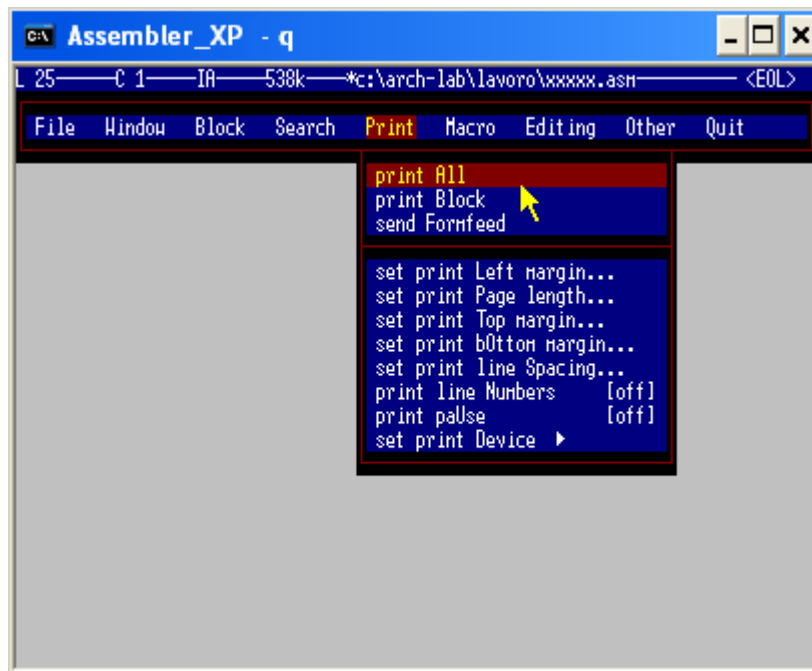 Assembler_XP - q
L 25 C 1 IA 538k *c:\arch-lab\lavoro\xxxxx.asm <EOL>
File Window Block Search Print Macro Editing Other Quit
print All
print Block
send Formfeed
set print Left margin...
set print Page length...
set print Top margin...
set print bOttom margin...
set print line Spacing...
print line Numbers [off]
print paUse [off]
set print Device